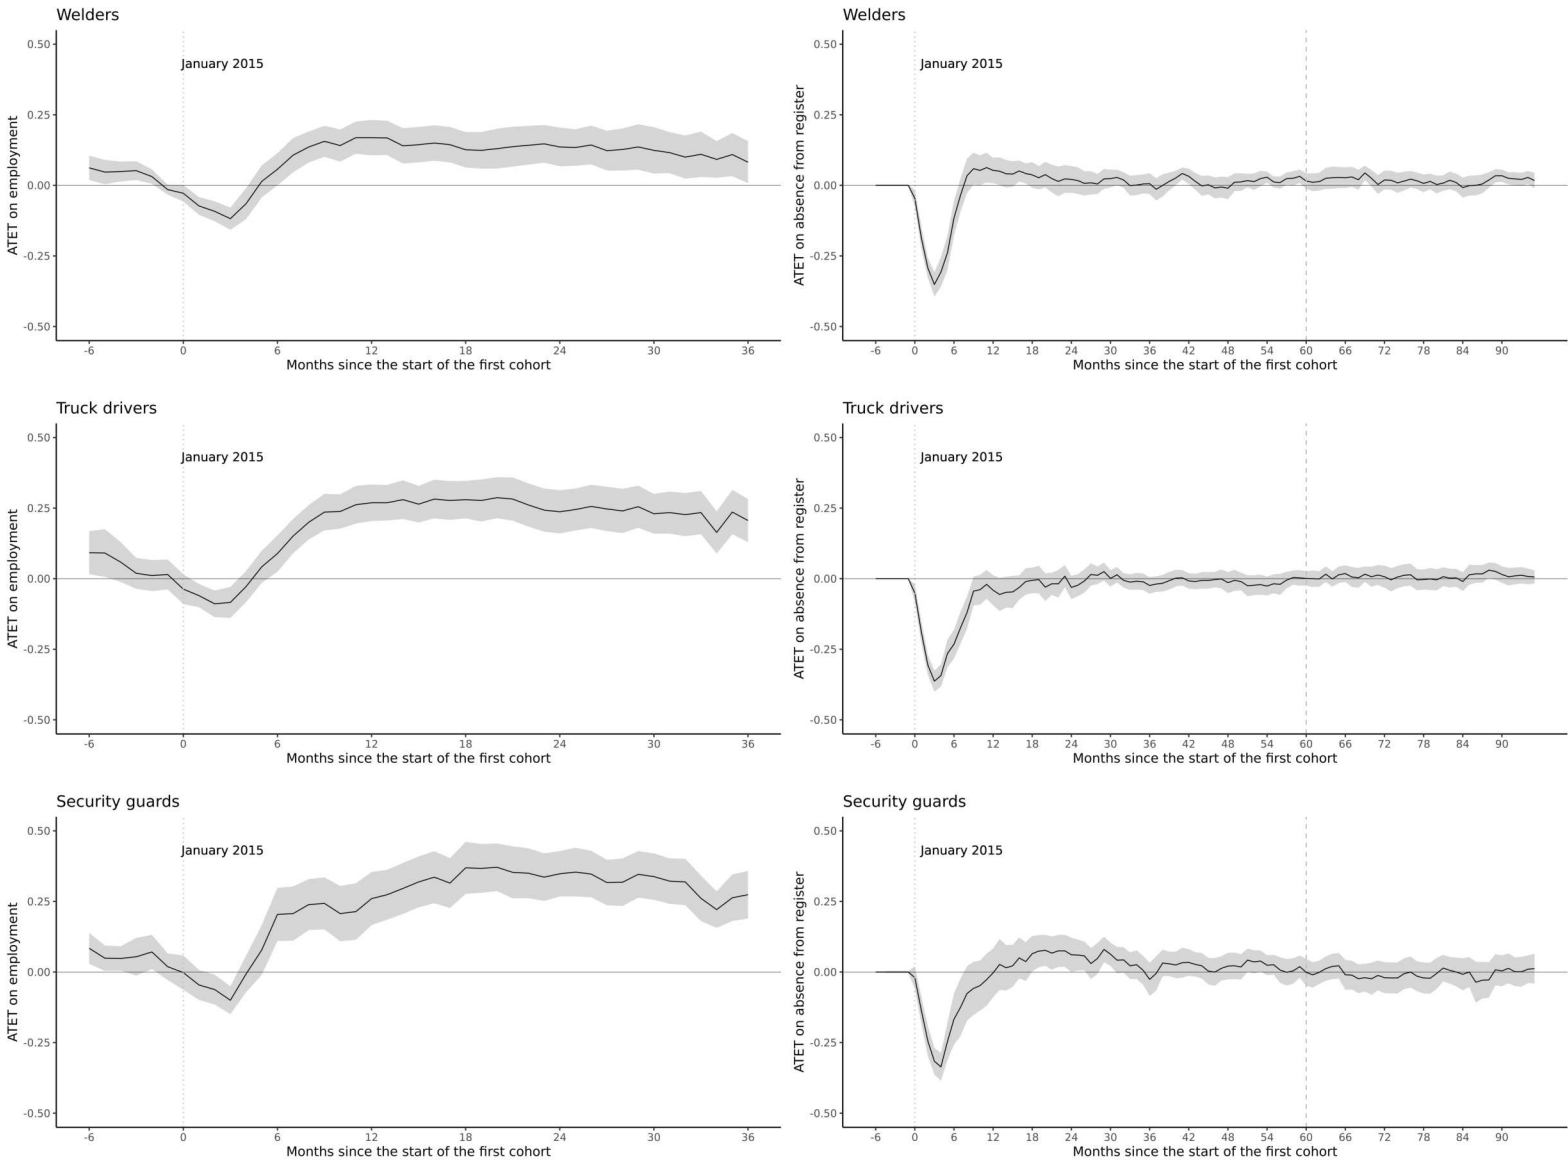 Welders
0.50
0.25
0.00
-0.25
-0.50
ATET on employment
January 2015
-6 0 6 12 18 24 30 36
Months since the start of the first cohort
Welders
0.50
0.25
0.00
-0.25
-0.50
ATET on absence from register
January 2015
-6 0 6 12 18 24 30 36 42 48 54 60 66 72 78 84 90
Months since the start of the first cohort
Truck drivers
0.50
0.25
0.00
-0.25
-0.50
ATET on employment
January 2015
-6 0 6 12 18 24 30 36
Months since the start of the first cohort
Truck drivers
0.50
0.25
0.00
-0.25
-0.50
ATET on absence from register
January 2015
-6 0 6 12 18 24 30 36 42 48 54 60 66 72 78 84 90
Months since the start of the first cohort
Security guards
0.50
0.25
0.00
-0.25
-0.50
ATET on employment
January 2015
-6 0 6 12 18 24 30 36
Months since the start of the first cohort
Security guards
0.50
0.25
0.00
-0.25
-0.50
ATET on absence from register
January 2015
-6 0 6 12 18 24 30 36 42 48 54 60 66 72 78 84 90
Months since the start of the first cohort